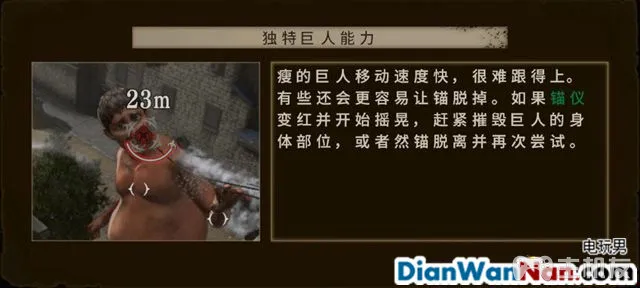 独特巨人能力
23m
瘦的巨人移动速度快，很难跟得上。
有些还会更容易让锚脱掉。如果锚仪
变红并开始摇晃，赶紧摧毁巨人的身
体部位，或者然锚脱离并再次尝试。
电玩男
DianWanNan.com